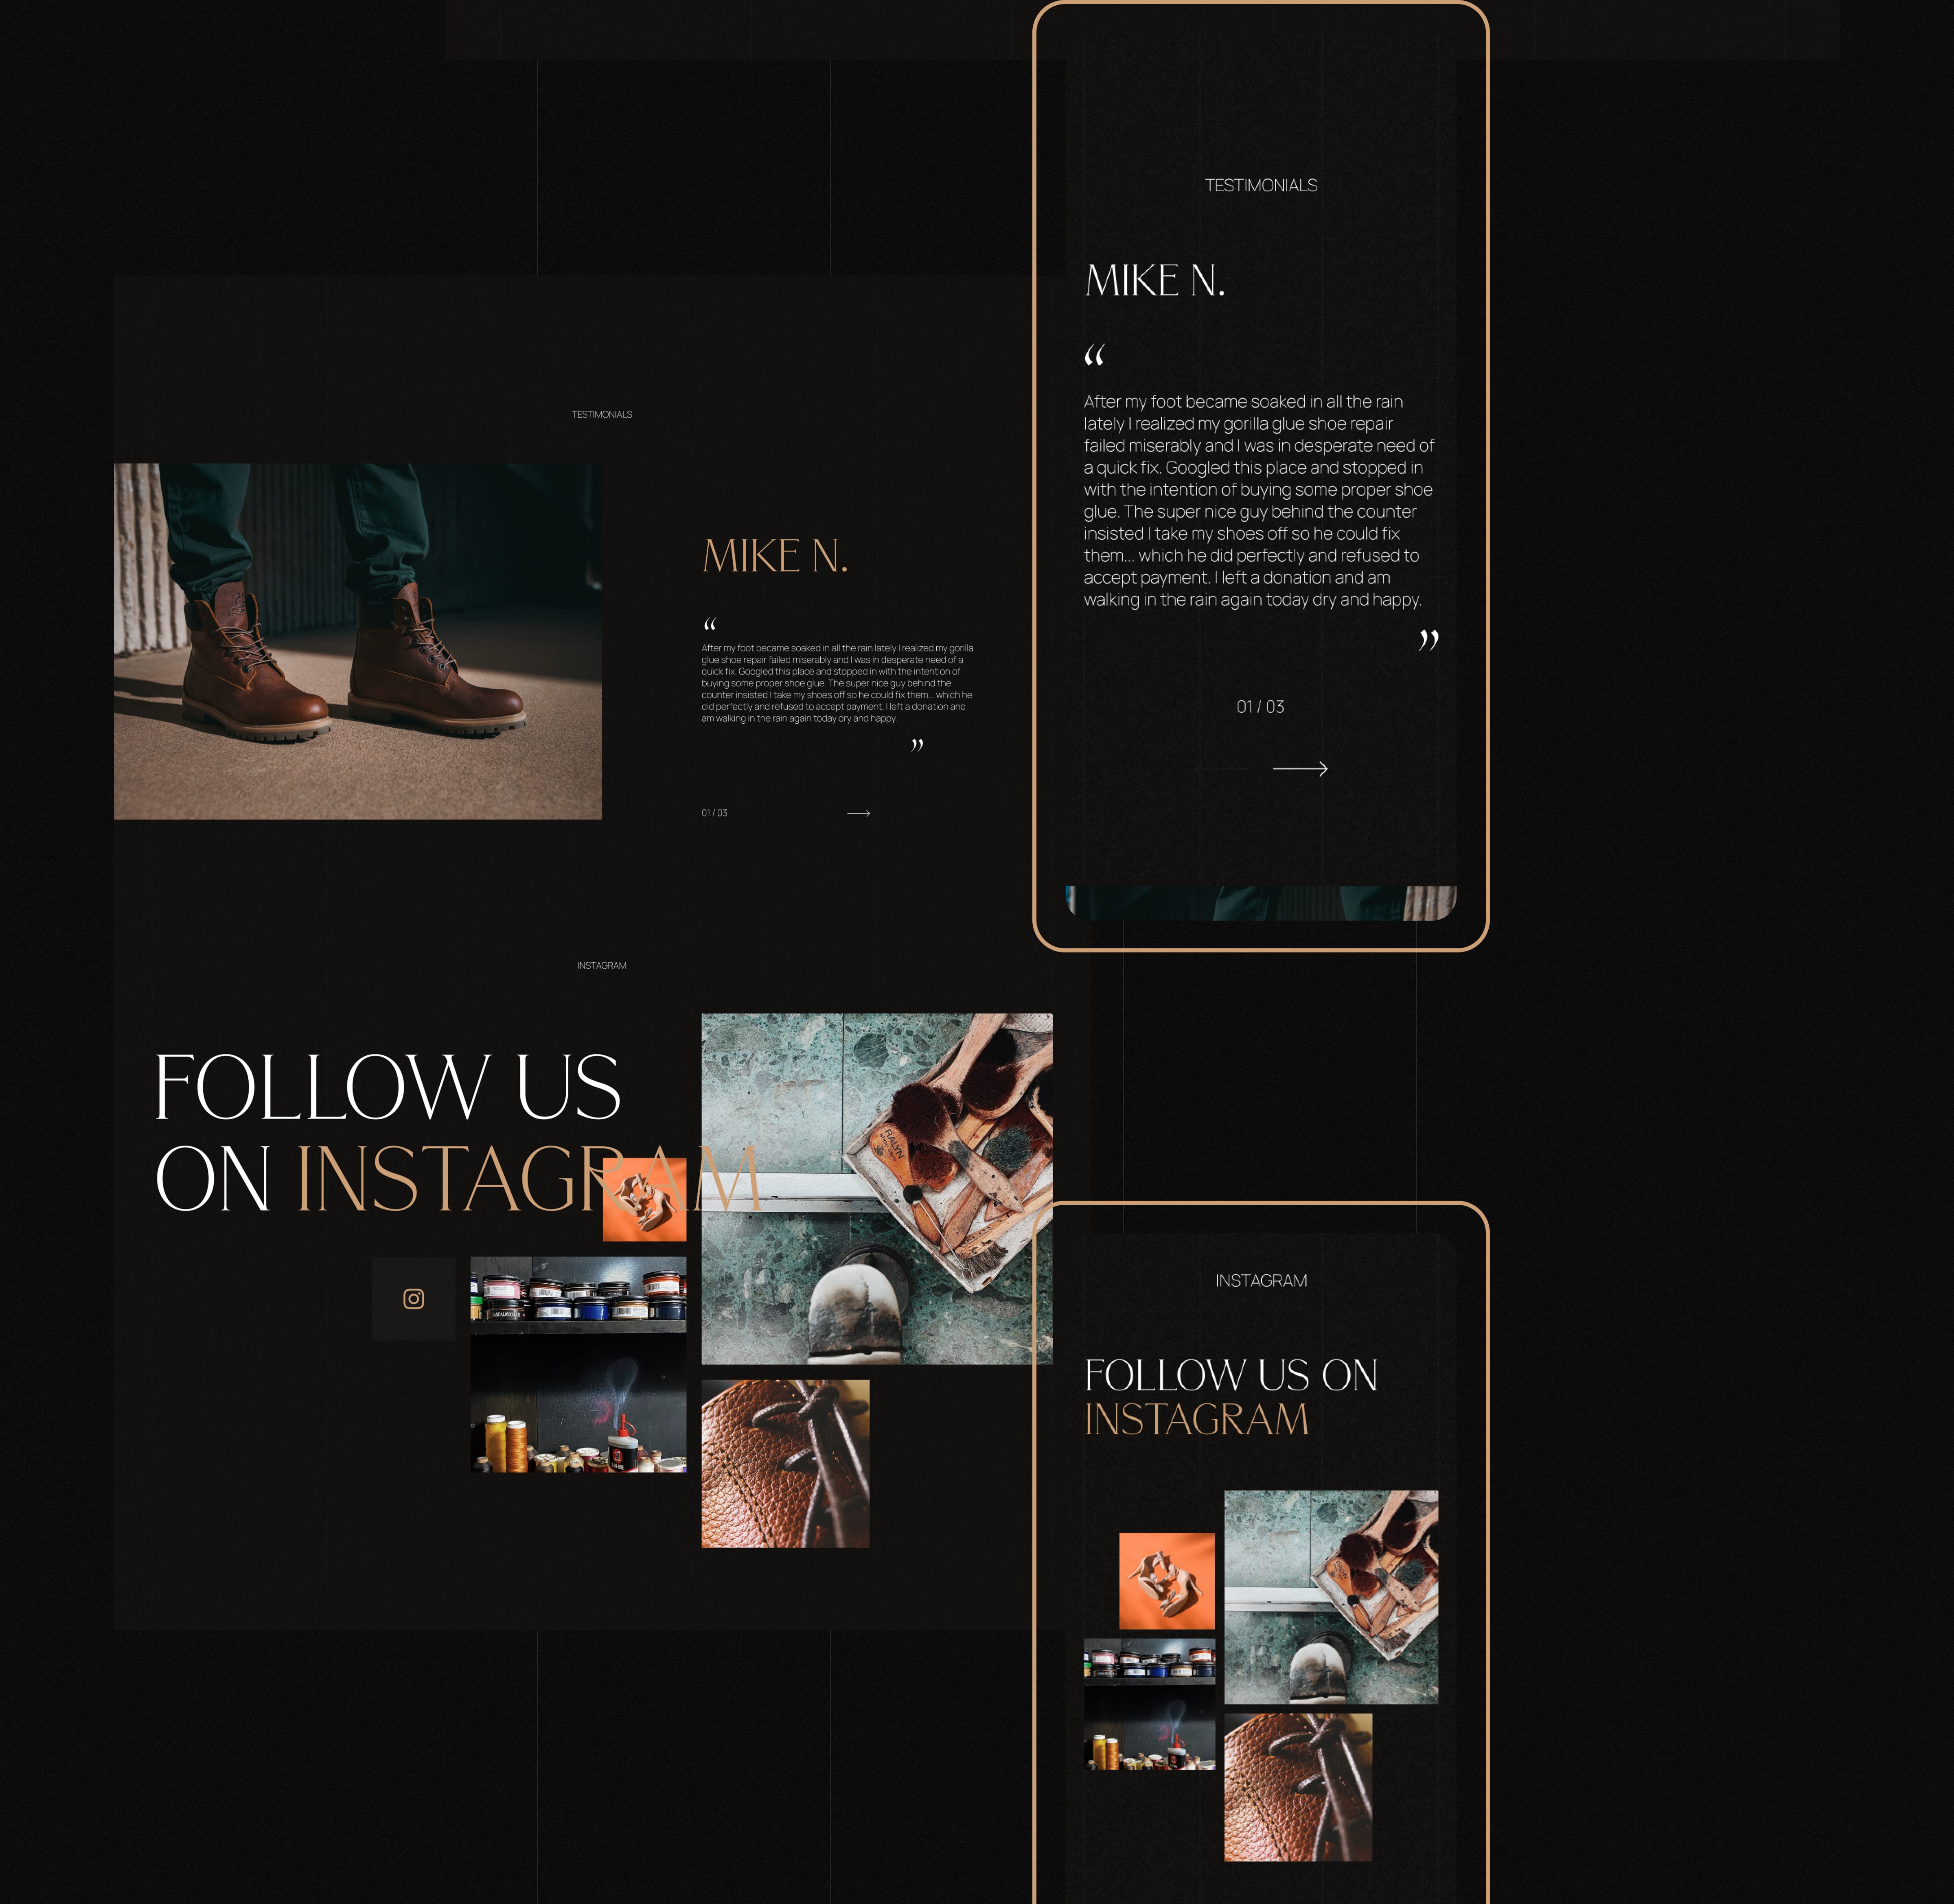 TESTIMONIALS
MIKE N.
“
After my foot became soaked in all the rain lately I realized my gorilla
glue shoe repair failed miserably and I was in desperate need of a
quick fix. Googled this place and stopped in with the intention of
buying some proper shoe glue. The super nice guy behind the
counter insisted I take my shoes off so he could fix them... which he
did perfectly and refused to accept payment. I left a donation and
am walking in the rain again today dry and happy.
”
01 / 03
INSTAGRAM
FOLLOW US
ON INSTAGRAM
RALYN
SANDALWOOD
TESTIMONIALS
MIKE N.
“
After my foot became soaked in all the rain
lately I realized my gorilla glue shoe repair
failed miserably and I was in desperate need of
a quick fix. Googled this place and stopped in
with the intention of buying some proper shoe
glue. The super nice guy behind the counter
insisted I take my shoes off so he could fix
them... which he did perfectly and refused to
accept payment. I left a donation and am
walking in the rain again today dry and happy.
”
01 / 03
INSTAGRAM
FOLLOW US ON
INSTAGRAM
RALYN